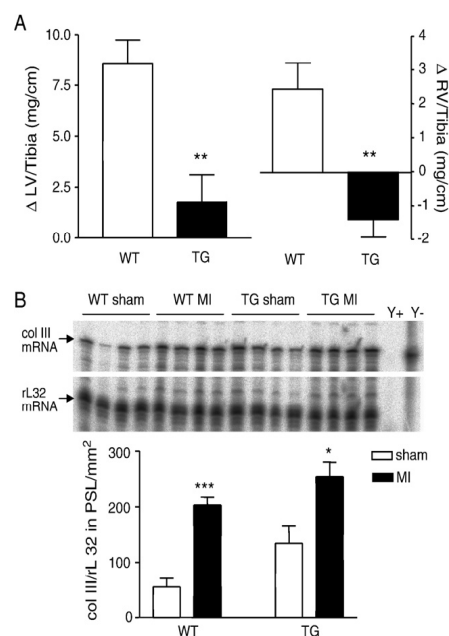 A
10.0
7.5
5.0
2.5
0.0
Δ LV/Tibia (mg/cm)
**
WT
TG
4
3
2
1
0
-1
-2
Δ RV/Tibia (mg/cm)
**
WT
TG
B
WT sham WT MI TG sham TG MI Y+ Y-
col III
mRNA
rL32
mRNA
300
200
100
0
col III/rL 32 in PSL/mm²
***
*
sham
MI
WT
TG